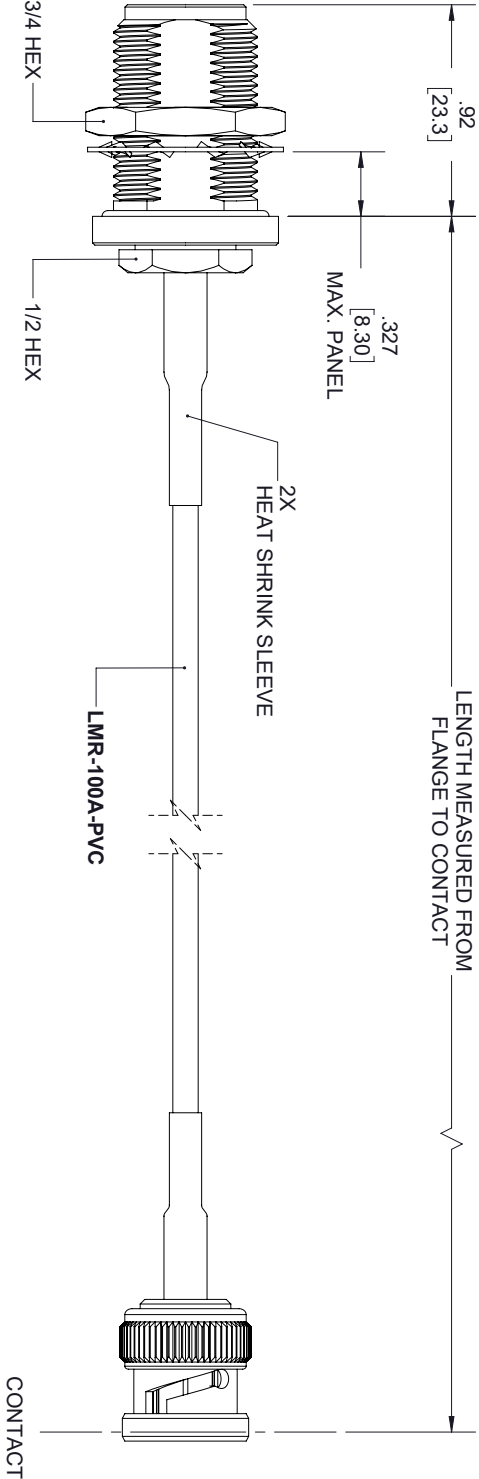 .92
[23.3]
LENGTH MEASURED FROM
FLANGE TO CONTACT
.327
[8.30]
MAX. PANEL
2X
HEAT SHRINK SLEEVE
3/4 HEX
1/2 HEX
LMR-100A-PVC
CONTACT